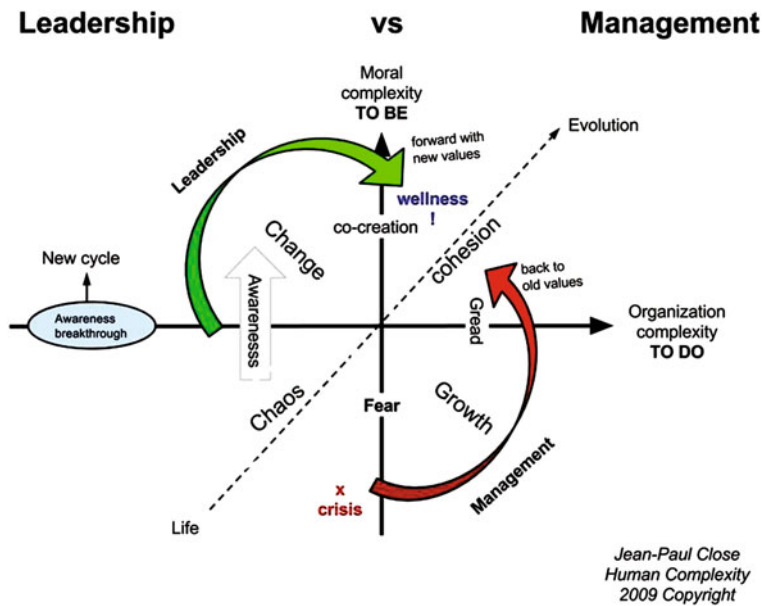 Leadership vs Management
Moral
complexity
TO BE
Evolution
forward with
new values
Leadership
wellness
!
co-creation
Change
cohesion
New cycle
back to
old values
Awareness
breakthrough
Awarenesss
Gread
Organization
complexity
TO DO
Chaos
Fear
Growth
x
crisis
Management
Life
Jean-Paul Close
Human Complexity
2009 Copyright